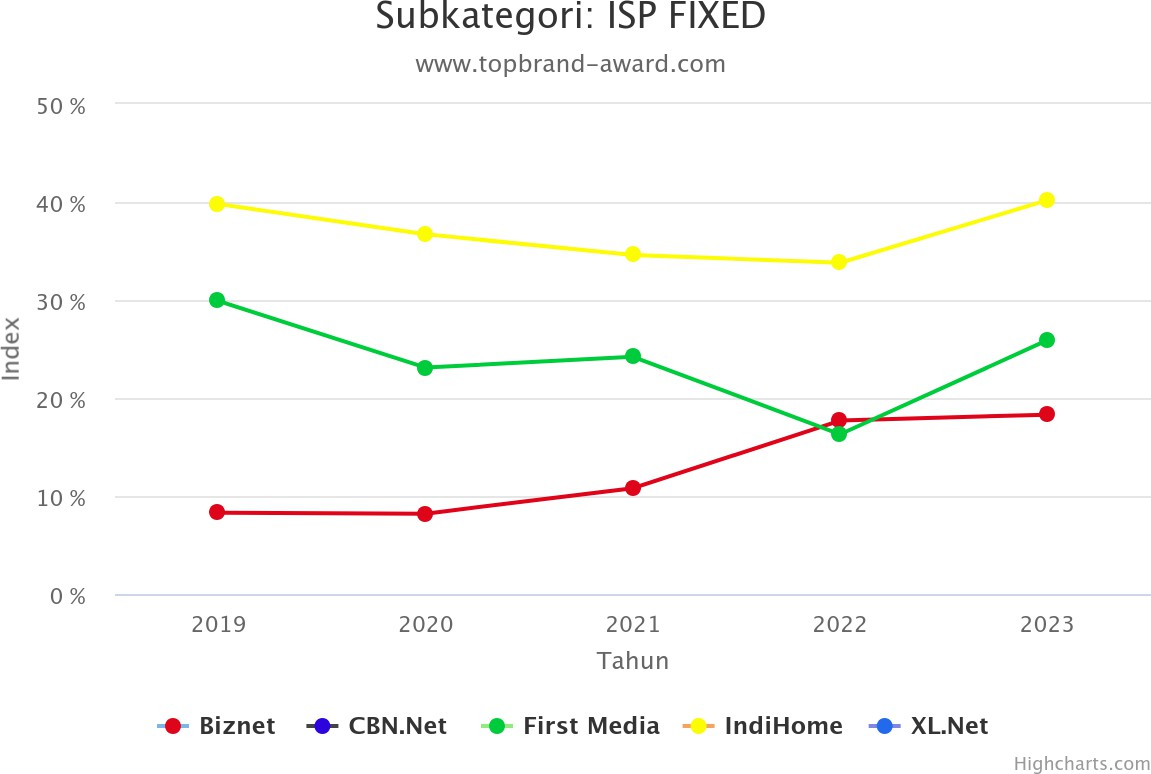 Subkategori: ISP FIXED
www.topbrand-award.com
50 %
40 %
30 %
20 %
10 %
0 %
Index
2019 2020 2021 2022 2023
Tahun
Biznet CBN.Net First Media IndiHome XL.Net
Highcharts.com